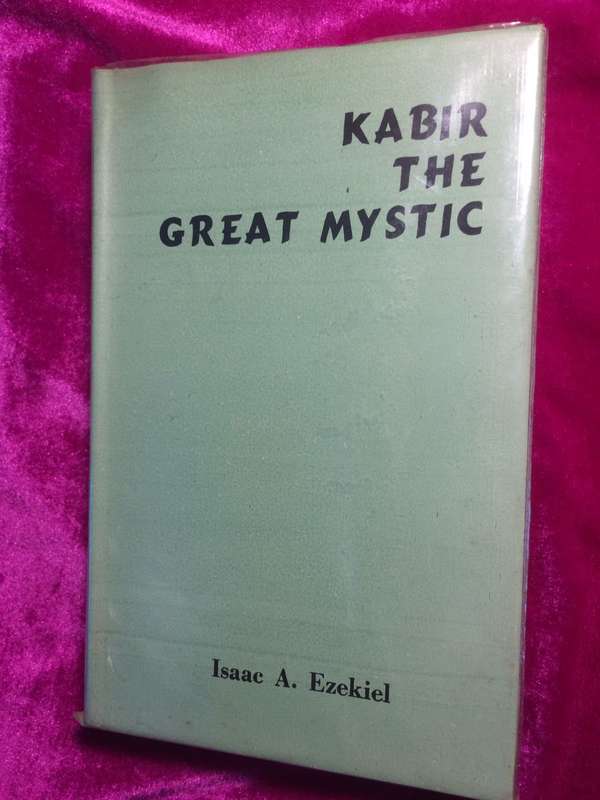 KABIR
THE
GREAT MYSTIC
Isaac A. Ezekiel